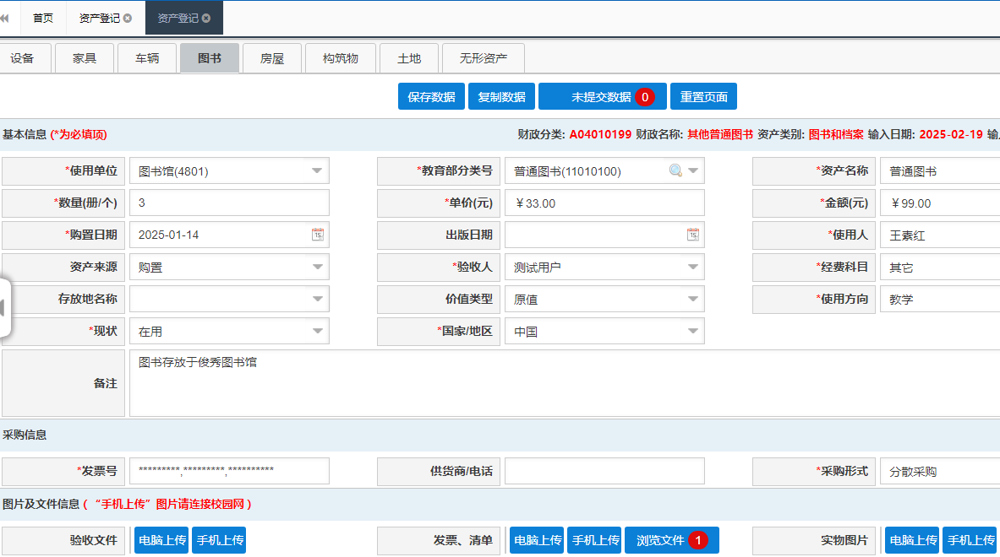 首页 资产登记 资产登记
设备 家具 车辆 图书 房屋 构筑物 土地 无形资产
保存数据 复制数据 未提交数据 0 重置页面
基本信息 (*为必填项) 财政分类: A04010199 财政名称: 其他普通图书 资产类别: 图书和档案 输入日期: 2025-02-19 输
*使用单位 图书馆(4801) *教育部分类号 普通图书(11010100) *资产名称 普通图书
*数量(册/个) 3 *单价(元) ￥33.00 *金额(元) ￥99.00
*购置日期 2025-01-14 15 出版日期 15 *使用人 王素红
资产来源 购置 *验收人 测试用户 *经费科目 其它
存放地名称 价值类型 原值 *使用方向 教学
*现状 在用 *国家/地区 中国
备注 图书存放于俊秀图书馆
采购信息
*发票号 *********,*********,********** 供货商/电话 *采购形式 分散采购
图片及文件信息 (“手机上传”图片请连接校园网)
验收文件 电脑上传 手机上传 发票、清单 电脑上传 手机上传 浏览文件 1 实物图片 电脑上传 手机上传